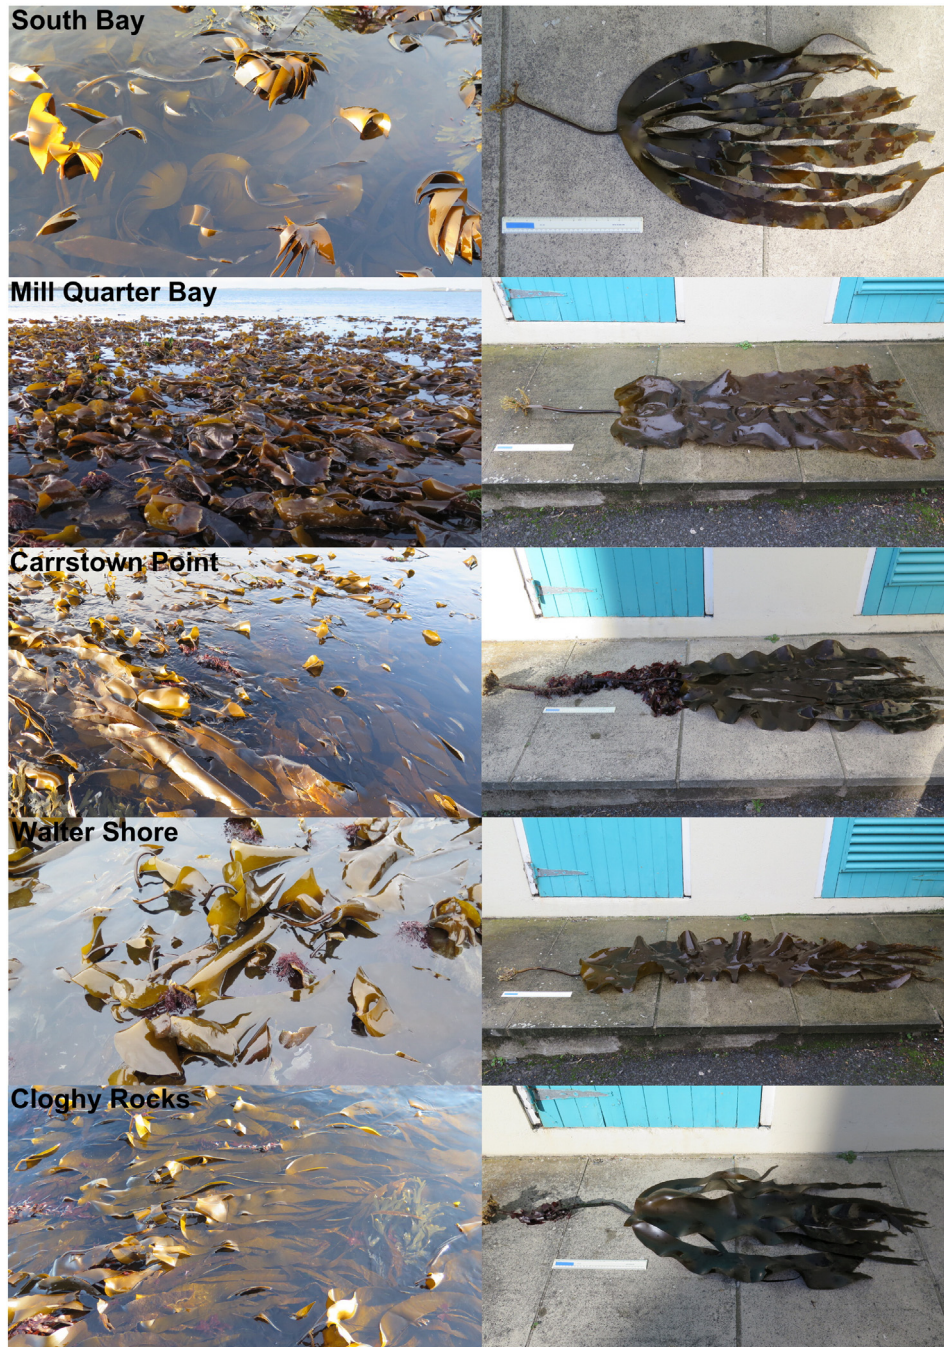 South Bay
Mill Quarter Bay
Carrstown Point
Walter Shore
Cloghy Rocks